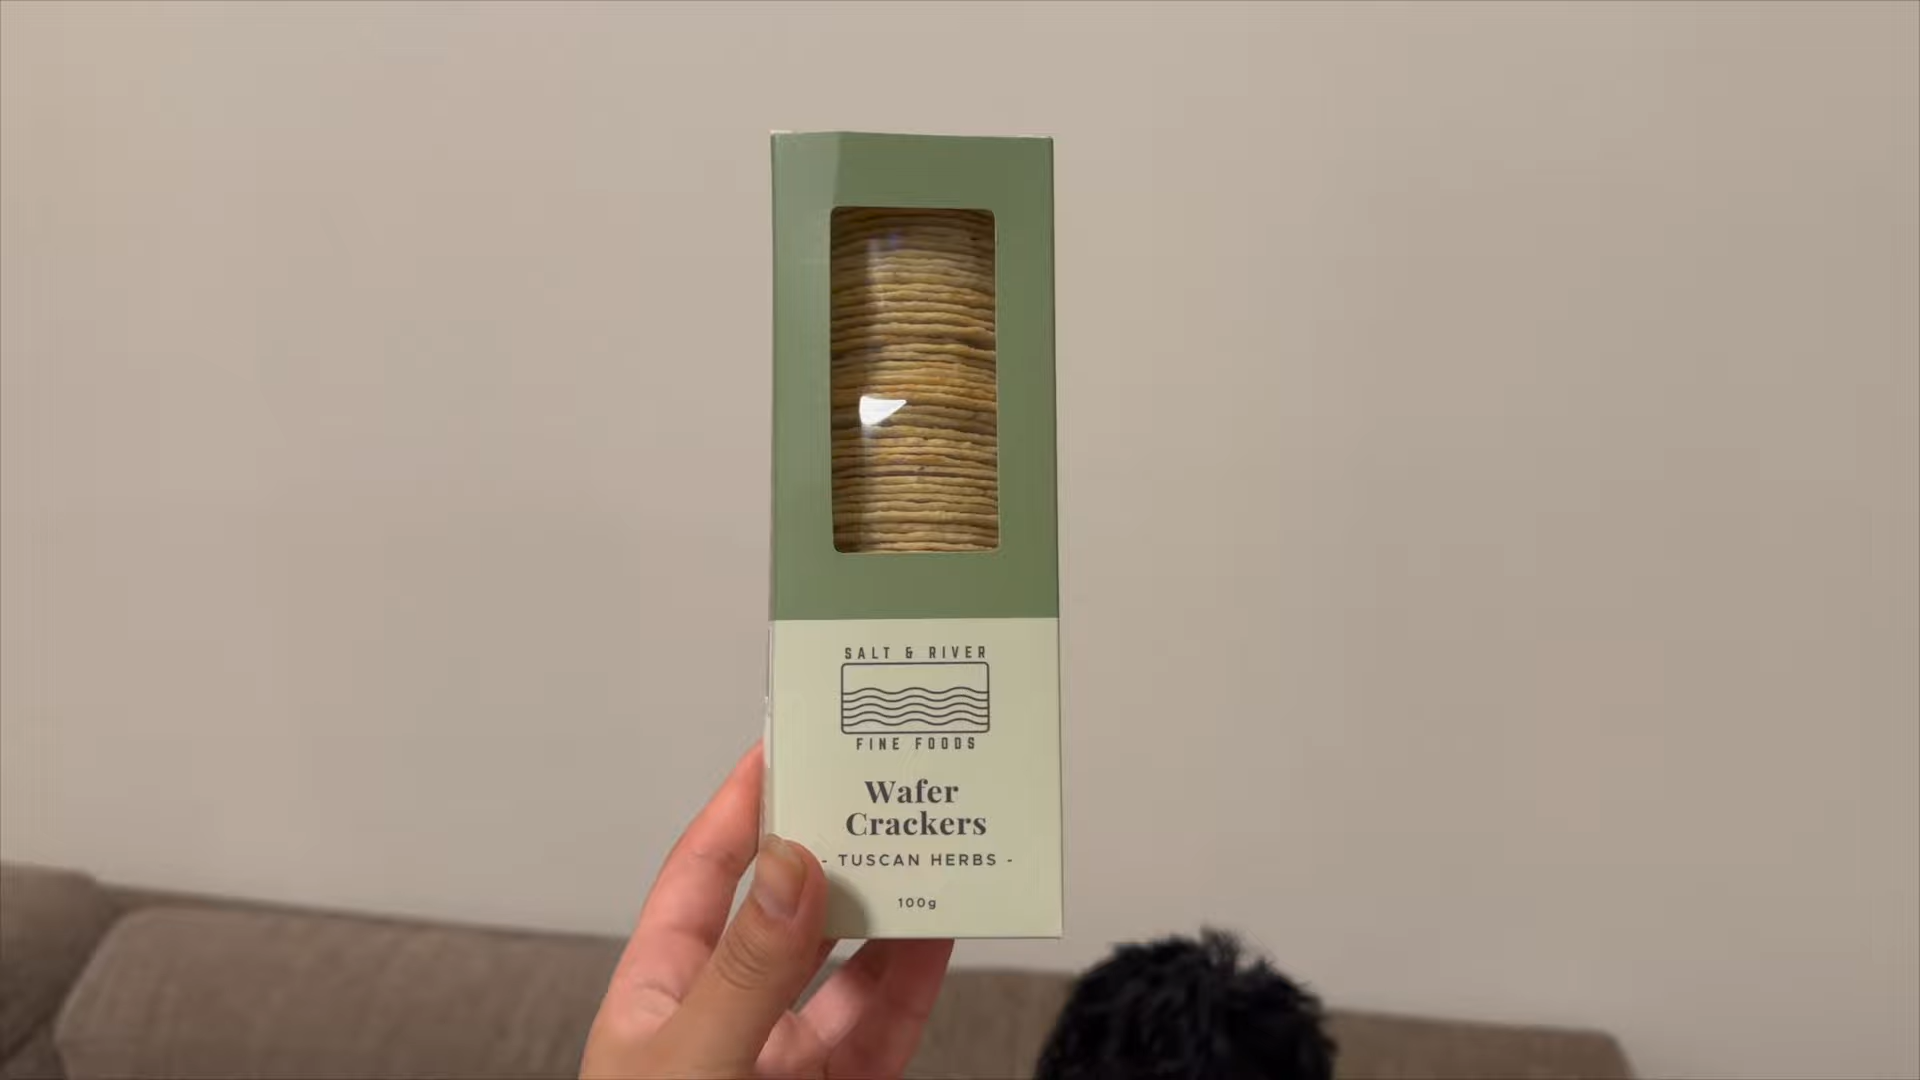 SALT & RIVER
FINE FOODS
Wafer
Crackers
- TUSCAN HERBS -
100g